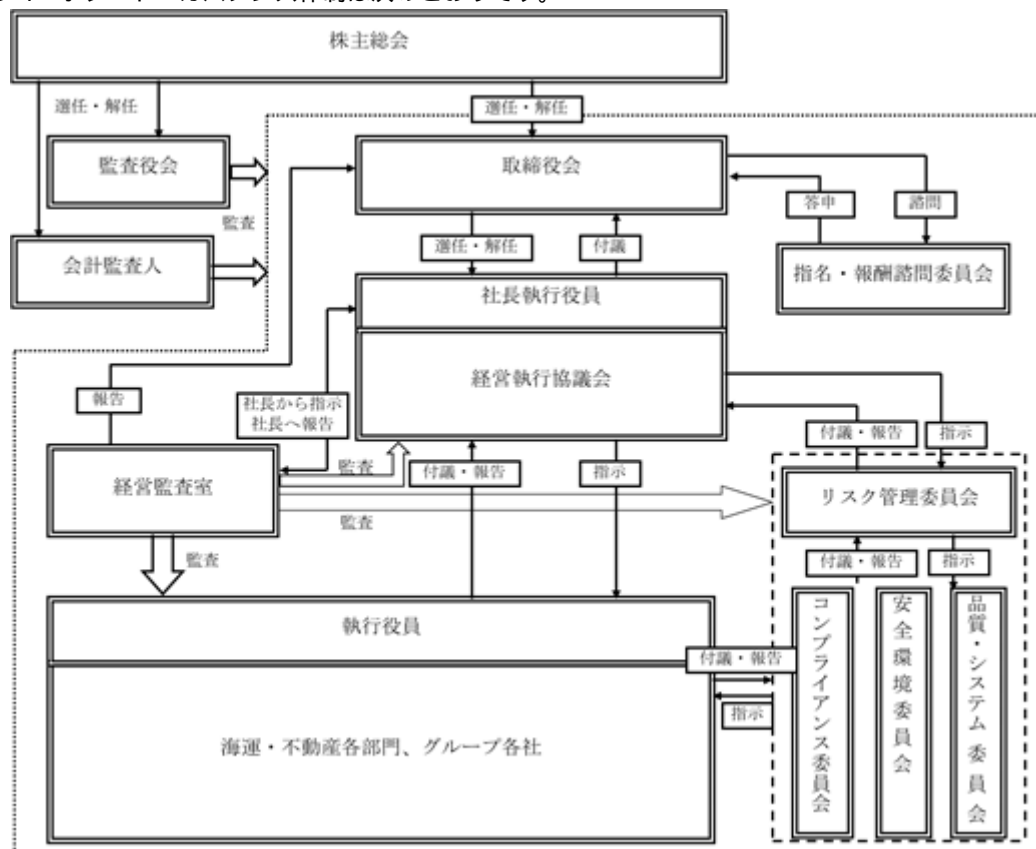 株主総会
選任・解任
選任・解任
監査役会
取締役会
監査
答申
諮問
会計監査人
選任・解任
付議
指名・報酬諮問委員会
社長執行役員
経営執行協議会
報告
社長から指示
社長へ報告
付議・報告
指示
監査
付議・報告
指示
経営監査室
リスク管理委員会
監査
監査
付議・報告
指示
執行役員
コンプライアンス委員会
安全環境委員会
品質・システム委員会
付議・報告
指示
海運・不動産各部門、グループ各社